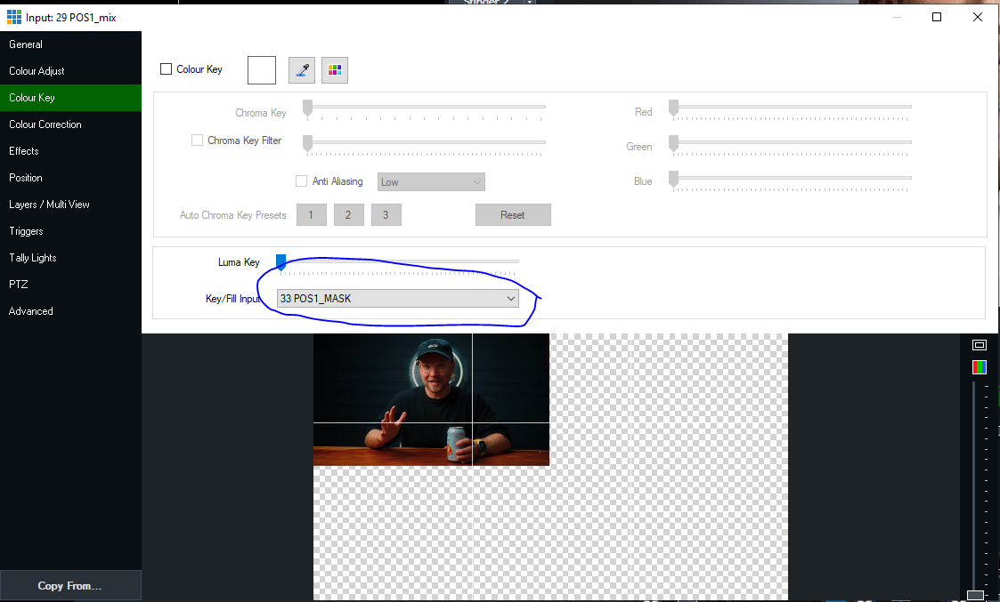 Stinger 2
Input: 29 POS1_mix
General
Colour Adjust
Colour Key
Colour Correction
Effects
Position
Layers / Multi View
Triggers
Tally Lights
PTZ
Advanced
Copy From...
Colour Key
Chroma Key
Chroma Key Filter
Anti Aliasing
Low
Auto Chroma Key Presets
1
2
3
Reset
Red
Green
Blue
Luma Key
Key/Fill Input
33 POS1_MASK